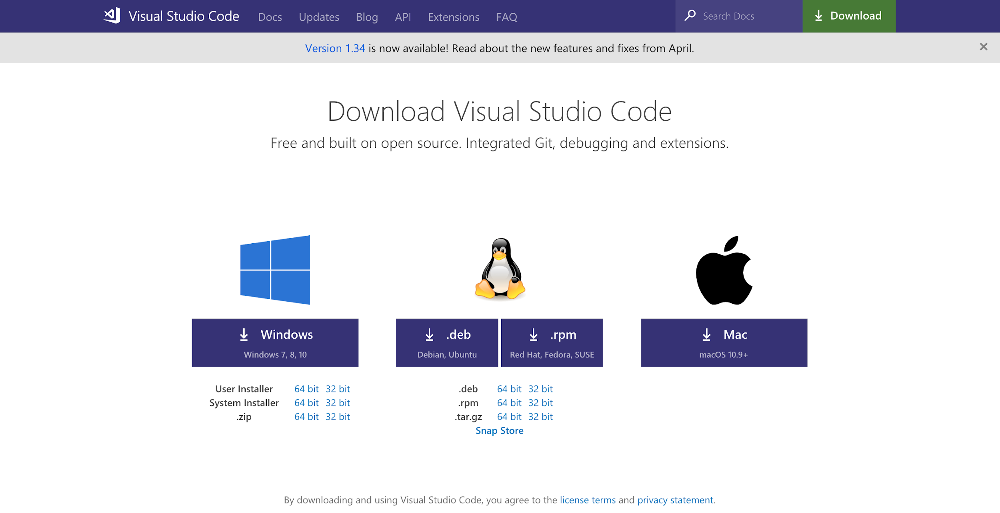 Visual Studio Code Docs Updates Blog API Extensions FAQ Search Docs Download
Version 1.34 is now available! Read about the new features and fixes from April.
Download Visual Studio Code
Free and built on open source. Integrated Git, debugging and extensions.
Windows
Windows 7, 8, 10
User Installer 64 bit 32 bit
System Installer 64 bit 32 bit
.zip 64 bit 32 bit
.deb
Debian, Ubuntu
.rpm
Red Hat, Fedora, SUSE
.deb 64 bit 32 bit
.rpm 64 bit 32 bit
.tar.gz 64 bit 32 bit
Snap Store
Mac
macOS 10.9+
By downloading and using Visual Studio Code, you agree to the license terms and privacy statement.